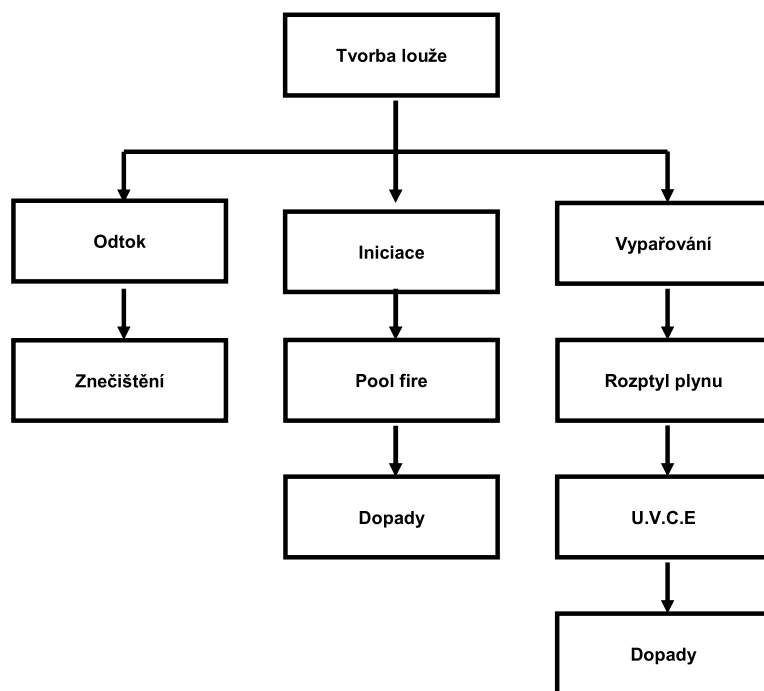 Tvorba louže
Odtok
Iniciace
Vypařování
Znečištění
Pool fire
Rozptyl plynu
Dopady
U.V.C.E
Dopady